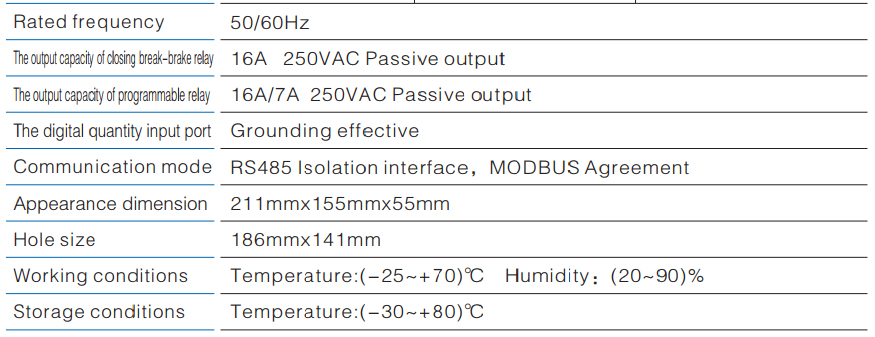 Rated frequency 50/60Hz
The output capacity of closing break-brake relay 16A 250VAC Passive output
The output capacity of programmable relay 16A/7A 250VAC Passive output
The digital quantity input port Grounding effective
Communication mode RS485 Isolation interface，MODBUS Agreement
Appearance dimension 211mmx155mmx55mm
Hole size 186mmx141mm
Working conditions Temperature:(-25~+70)℃ Humidity：(20~90)%
Storage conditions Temperature:(-30~+80)℃